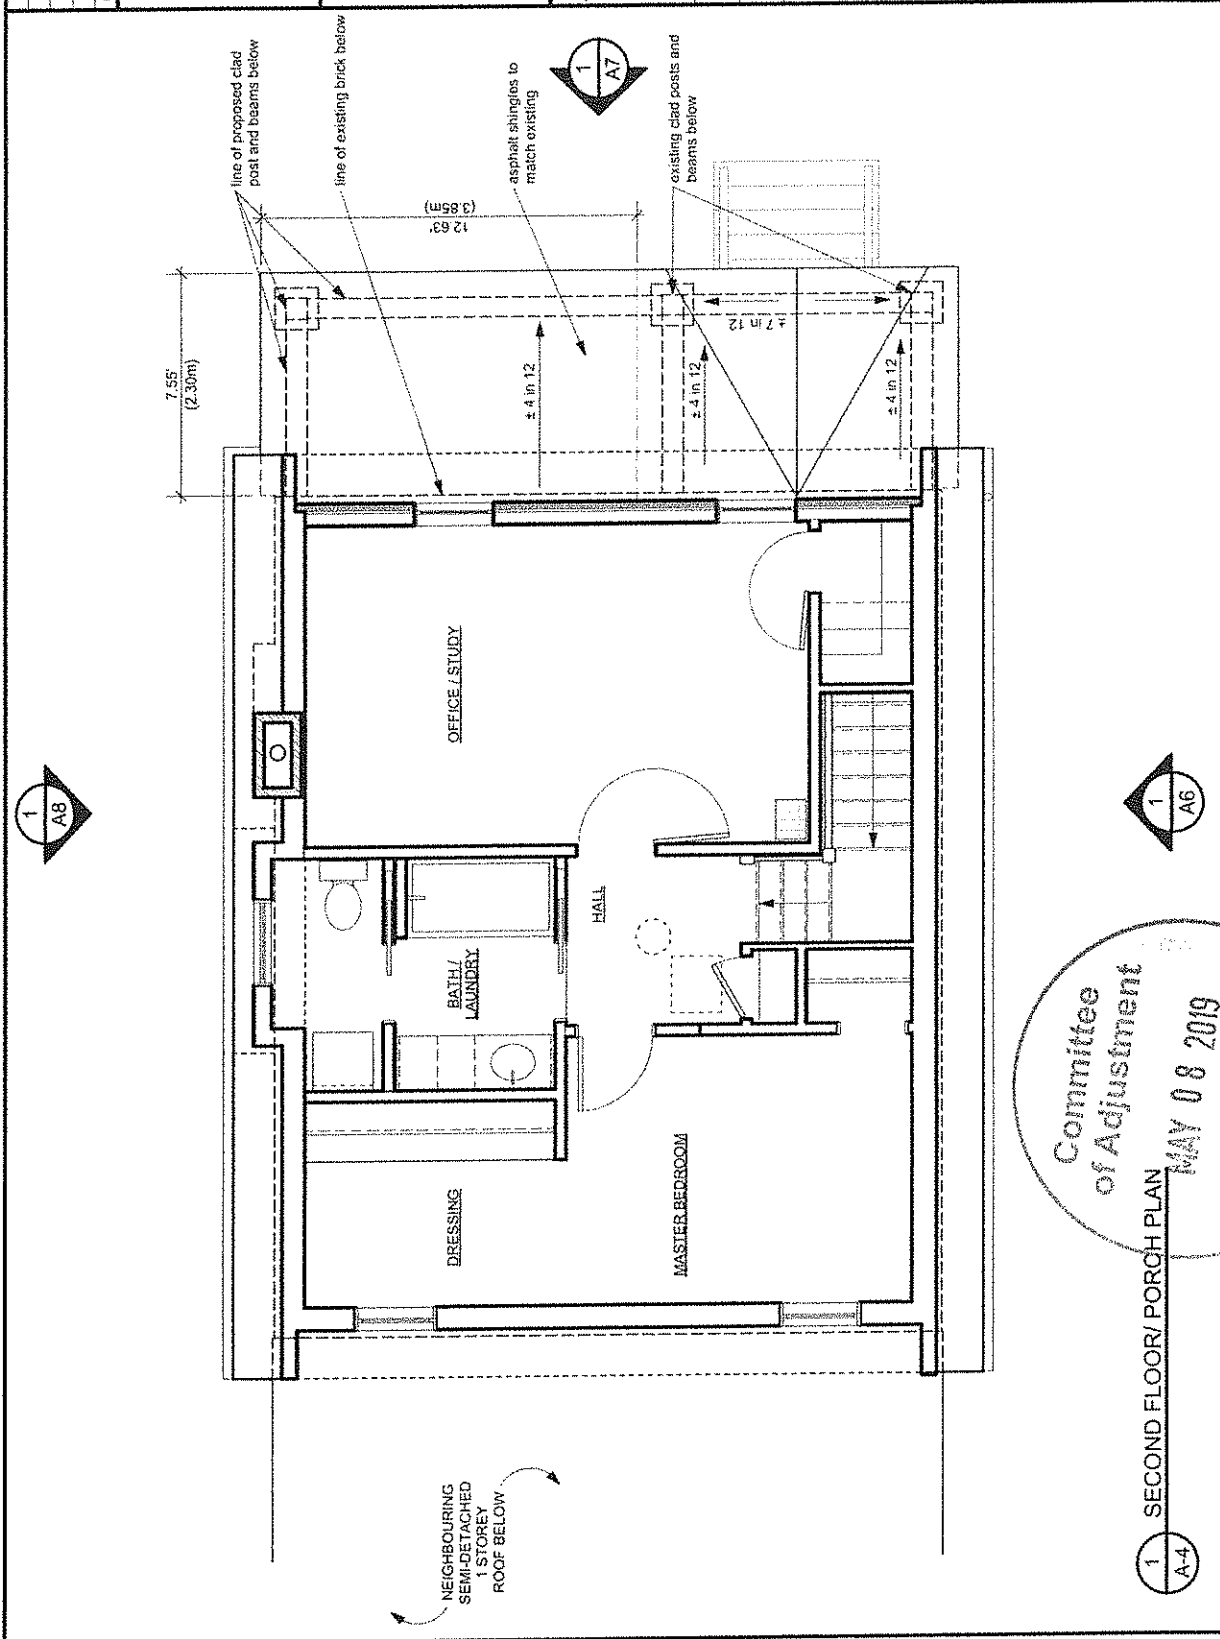 line of proposed clad
post and beams below
line of existing brick below
asphalt shingles to
match existing
existing clad posts and
beams below
1
A7
1
A8
1
A6
7.55'
(2.30m)
12.63'
(3.85m)
± 4 in 12
± 4 in 12
± 7 in 12
± 4 in 12
OFFICE / STUDY
HALL
BATH /
LAUNDRY
DRESSING
MASTER BEDROOM
NEIGHBOURING
SEMI-DETACHED
1 STOREY
ROOF BELOW
1
A-4
SECOND FLOOR/ PORCH PLAN
Committee
of Adjustment
MAY 08 2019